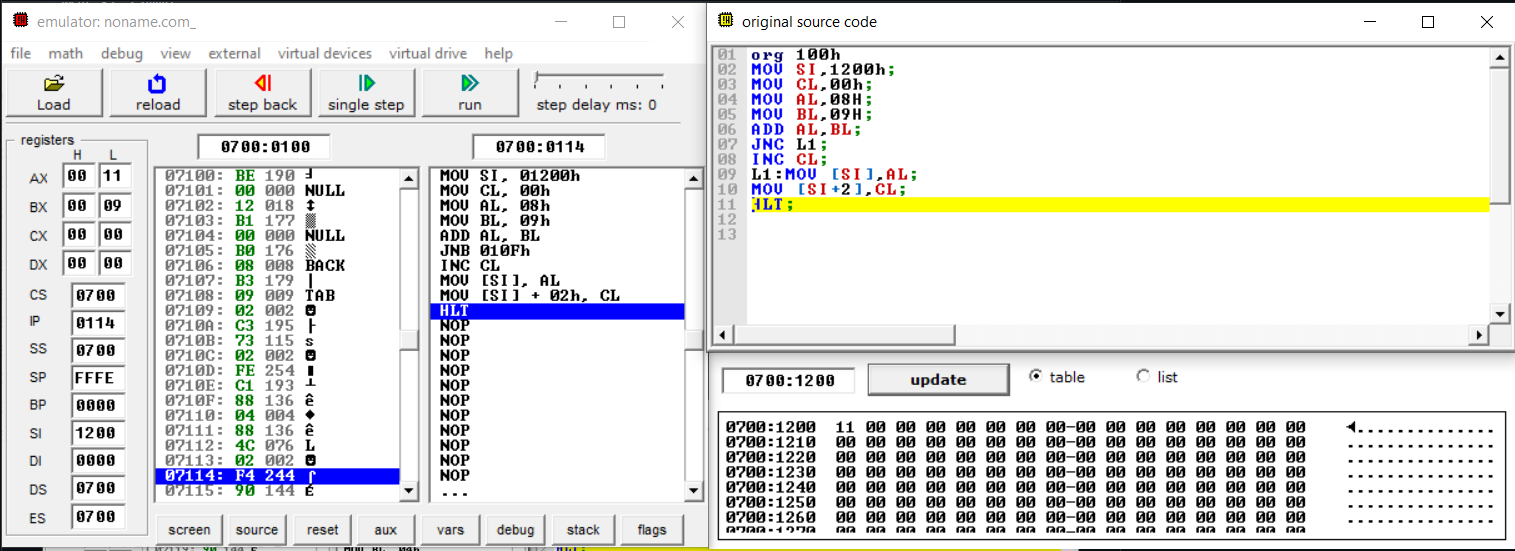 emulator: noname.com_
file math debug view external virtual devices virtual drive help
Load reload step back single step run step delay ms: 0
registers
H L
AX 00 11
BX 00 09
CX 00 00
DX 00 00
CS 0700
IP 0114
SS 0700
SP FFFE
BP 0000
SI 1200
DI 0000
DS 0700
ES 0700
0700:0100
07100: BE 190 ╛
07101: 00 000 NULL
07102: 12 018 ↕
07103: B1 177 ▒
07104: 00 000 NULL
07105: B0 176 ░
07106: 08 008 BACK
07107: B3 179 │
07108: 09 009 TAB
07109: 02 002 ☻
0710A: C3 195 ├
0710B: 73 115 s
0710C: 02 002 ☻
0710D: FE 254 ■
0710E: C1 193 ┴
0710F: 88 136 ê
07110: 04 004 ♦
07111: 88 136 ê
07112: 4C 076 L
07113: 02 002 ☻
07114: F4 244 ⌠
07115: 90 144 É
0700:0114
MOV SI, 01200h
MOV CL, 00h
MOV AL, 08h
MOV BL, 09h
ADD AL, BL
JNB 010Fh
INC CL
MOV [SI], AL
MOV [SI] + 02h, CL
HLT
NOP
NOP
NOP
NOP
NOP
NOP
NOP
NOP
NOP
NOP
NOP
...
screen source reset aux vars debug stack flags
original source code
01 org 100h
02 MOV SI,1200h;
03 MOV CL,00h;
04 MOV AL,08H;
05 MOV BL,09H;
06 ADD AL,BL;
07 JNC L1;
08 INC CL;
09 L1:MOV [SI],AL;
10 MOV [SI+2],CL;
11 HLT;
12
13
0700:1200 update table list
0700:1200 11 00 00 00 00 00 00 00-00 00 00 00 00 00 00 00 ◄...............
0700:1210 00 00 00 00 00 00 00 00-00 00 00 00 00 00 00 00 ................
0700:1220 00 00 00 00 00 00 00 00-00 00 00 00 00 00 00 00 ................
0700:1230 00 00 00 00 00 00 00 00-00 00 00 00 00 00 00 00 ................
0700:1240 00 00 00 00 00 00 00 00-00 00 00 00 00 00 00 00 ................
0700:1250 00 00 00 00 00 00 00 00-00 00 00 00 00 00 00 00 ................
0700:1260 00 00 00 00 00 00 00 00-00 00 00 00 00 00 00 00 ................
0700:1270 00 00 00 00 00 00 00 00-00 00 00 00 00 00 00 00